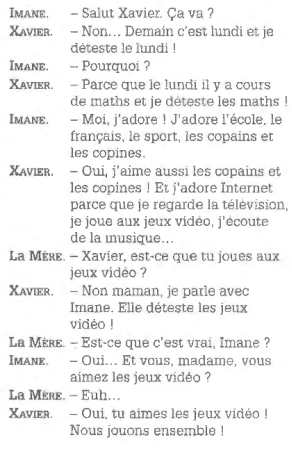 IMANE. – Salut Xavier. Ça va ?
XAVIER. – Non... Demain c'est lundi et je
déteste le lundi !
IMANE. – Pourquoi ?
XAVIER. – Parce que le lundi il y a cours
de maths et je déteste les maths !
IMANE. – Moi, j'adore ! J'adore l'école, le
français, le sport, les copains et
les copines.
XAVIER. – Oui, j'aime aussi les copains et
les copines ! Et j'adore Internet
parce que je regarde la télévision,
je joue aux jeux vidéo, j'écoute
de la musique...
LA MÈRE. – Xavier, est-ce que tu joues aux
jeux vidéo ?
XAVIER. – Non maman, je parle avec
Imane. Elle déteste les jeux
vidéo !
LA MÈRE. – Est-ce que c'est vrai, Imane ?
IMANE. – Oui... Et vous, madame, vous
aimez les jeux vidéo ?
LA MÈRE. – Euh...
XAVIER. – Oui, tu aimes les jeux vidéo !
Nous jouons ensemble !